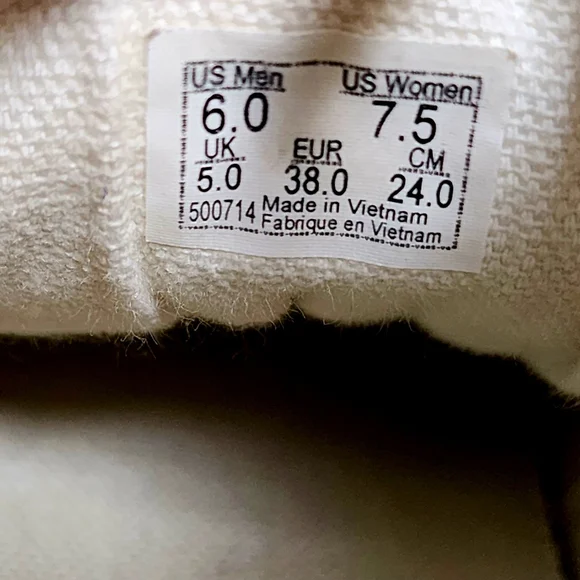 US Men US Women
6.0 7.5
UK EUR CM
5.0 38.0 24.0
500714 Made in Vietnam
Fabrique en Vietnam